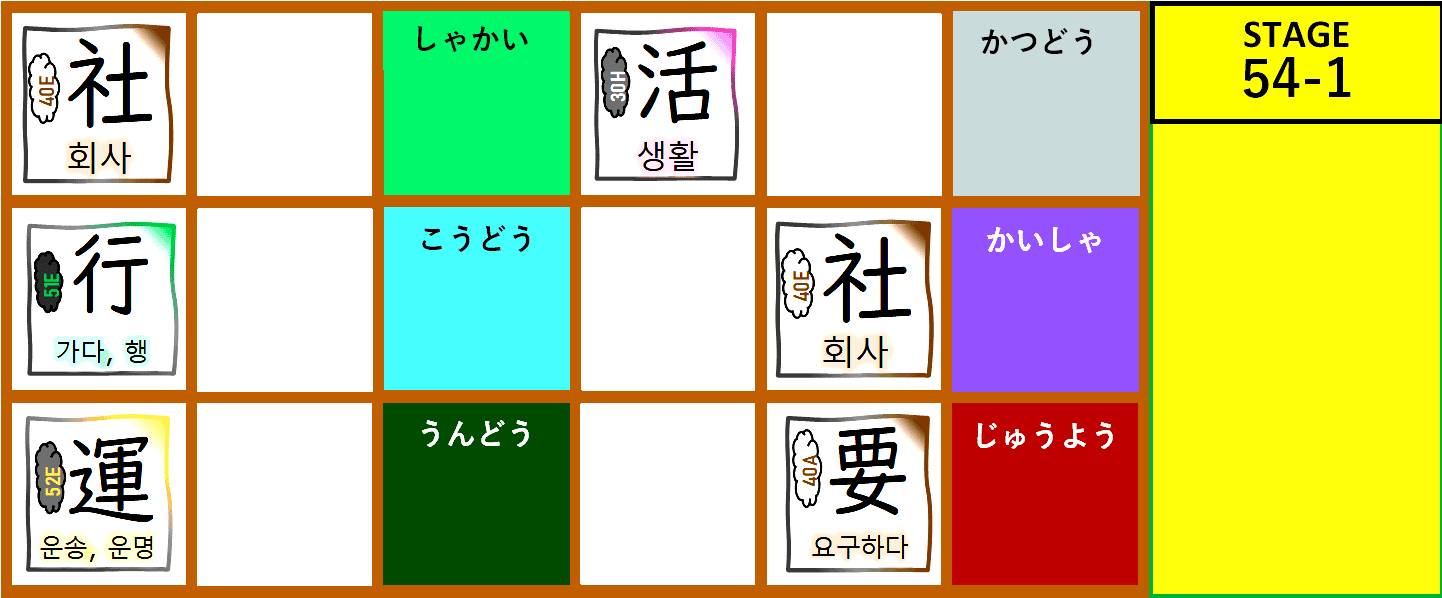 40E
社
회사
しゃかい
30H
活
생활
かつどう
STAGE
54-1
51E
行
가다, 행
こうどう
40E
社
회사
かいしゃ
52E
運
운송, 운명
うんどう
40A
要
요구하다
じゅうよう